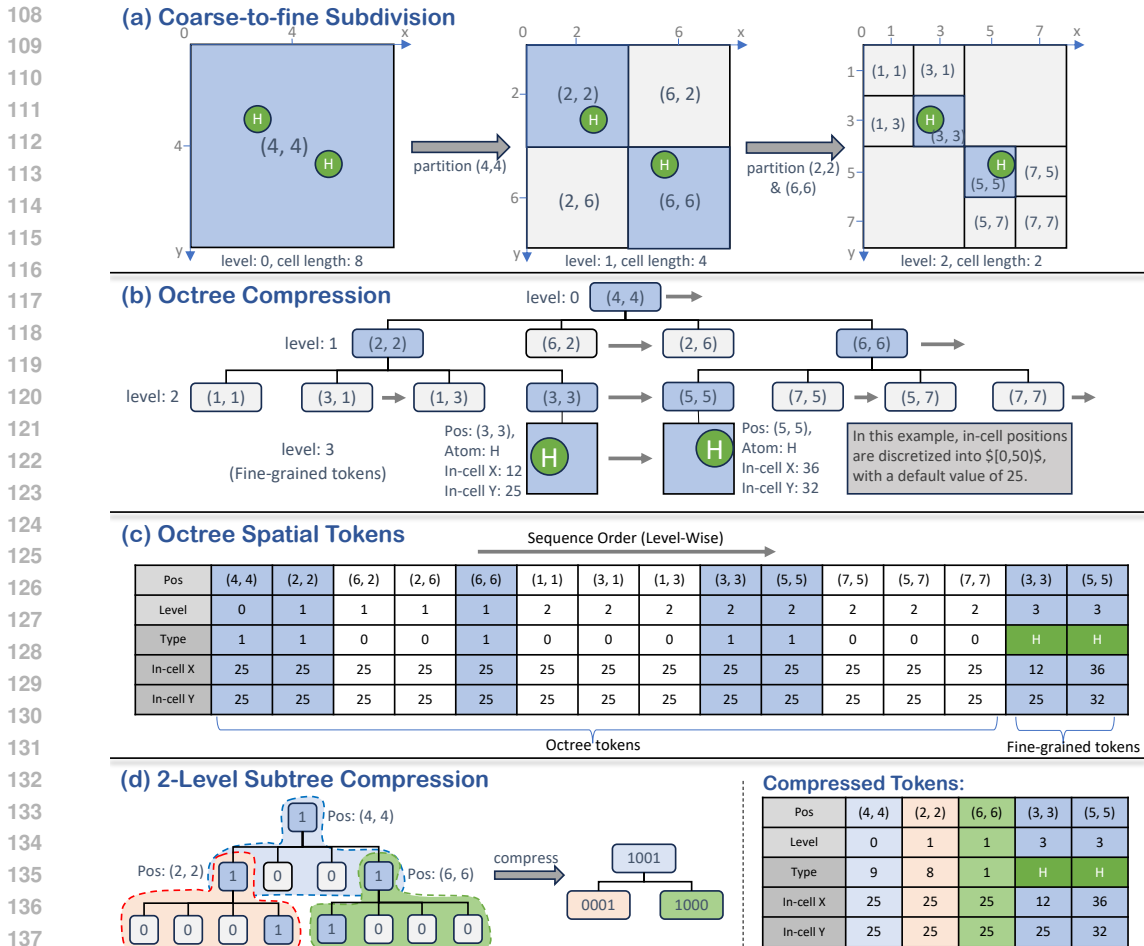 108
109
110
111
112
113
114
115
116
117
118
119
120
121
122
123
124
125
126
127
128
129
130
131
132
133
134
135
136
137
(a) Coarse-to-fine Subdivision
0 4 x
4
y
(4, 4)
H
H
level: 0, cell length: 8
partition (4,4)
0 2 6 x
2
6
y
(2, 2) (6, 2)
H
H
(2, 6) (6, 6)
level: 1, cell length: 4
partition (2,2)
& (6,6)
0 1 3 5 7 x
1
3
5
7
y
(1, 1) (3, 1)
(1, 3) H (3, 3)
H (5, 5) (7, 5)
(5, 7) (7, 7)
level: 2, cell length: 2
(b) Octree Compression
level: 0 (4, 4)
level: 1 (2, 2) (6, 2) (2, 6) (6, 6)
level: 2 (1, 1) (3, 1) (1, 3) (3, 3) (5, 5) (7, 5) (5, 7) (7, 7)
level: 3
(Fine-grained tokens)
Pos: (3, 3),
Atom: H
In-cell X: 12
In-cell Y: 25
H
H
Pos: (5, 5),
Atom: H
In-cell X: 36
In-cell Y: 32
In this example, in-cell positions
are discretized into $[0,50)$,
with a default value of 25.
(c) Octree Spatial Tokens
Sequence Order (Level-Wise)
Pos (4, 4) (2, 2) (6, 2) (2, 6) (6, 6) (1, 1) (3, 1) (1, 3) (3, 3) (5, 5) (7, 5) (5, 7) (7, 7) (3, 3) (5, 5)
Level 0 1 1 1 1 2 2 2 2 2 2 2 2 3 3
Type 1 1 0 0 1 0 0 0 1 1 0 0 0 H H
In-cell X 25 25 25 25 25 25 25 25 25 25 25 25 25 12 36
In-cell Y 25 25 25 25 25 25 25 25 25 25 25 25 25 25 32
Octree tokens Fine-grained tokens
(d) 2-Level Subtree Compression
1 Pos: (4, 4)
Pos: (2, 2) 1 0 0 1 Pos: (6, 6)
0 0 0 1 1 0 0 0
compress
1001
0001 1000
Compressed Tokens:
Pos (4, 4) (2, 2) (6, 6) (3, 3) (5, 5)
Level 0 1 1 3 3
Type 9 8 1 H H
In-cell X 25 25 25 12 36
In-cell Y 25 25 25 25 32